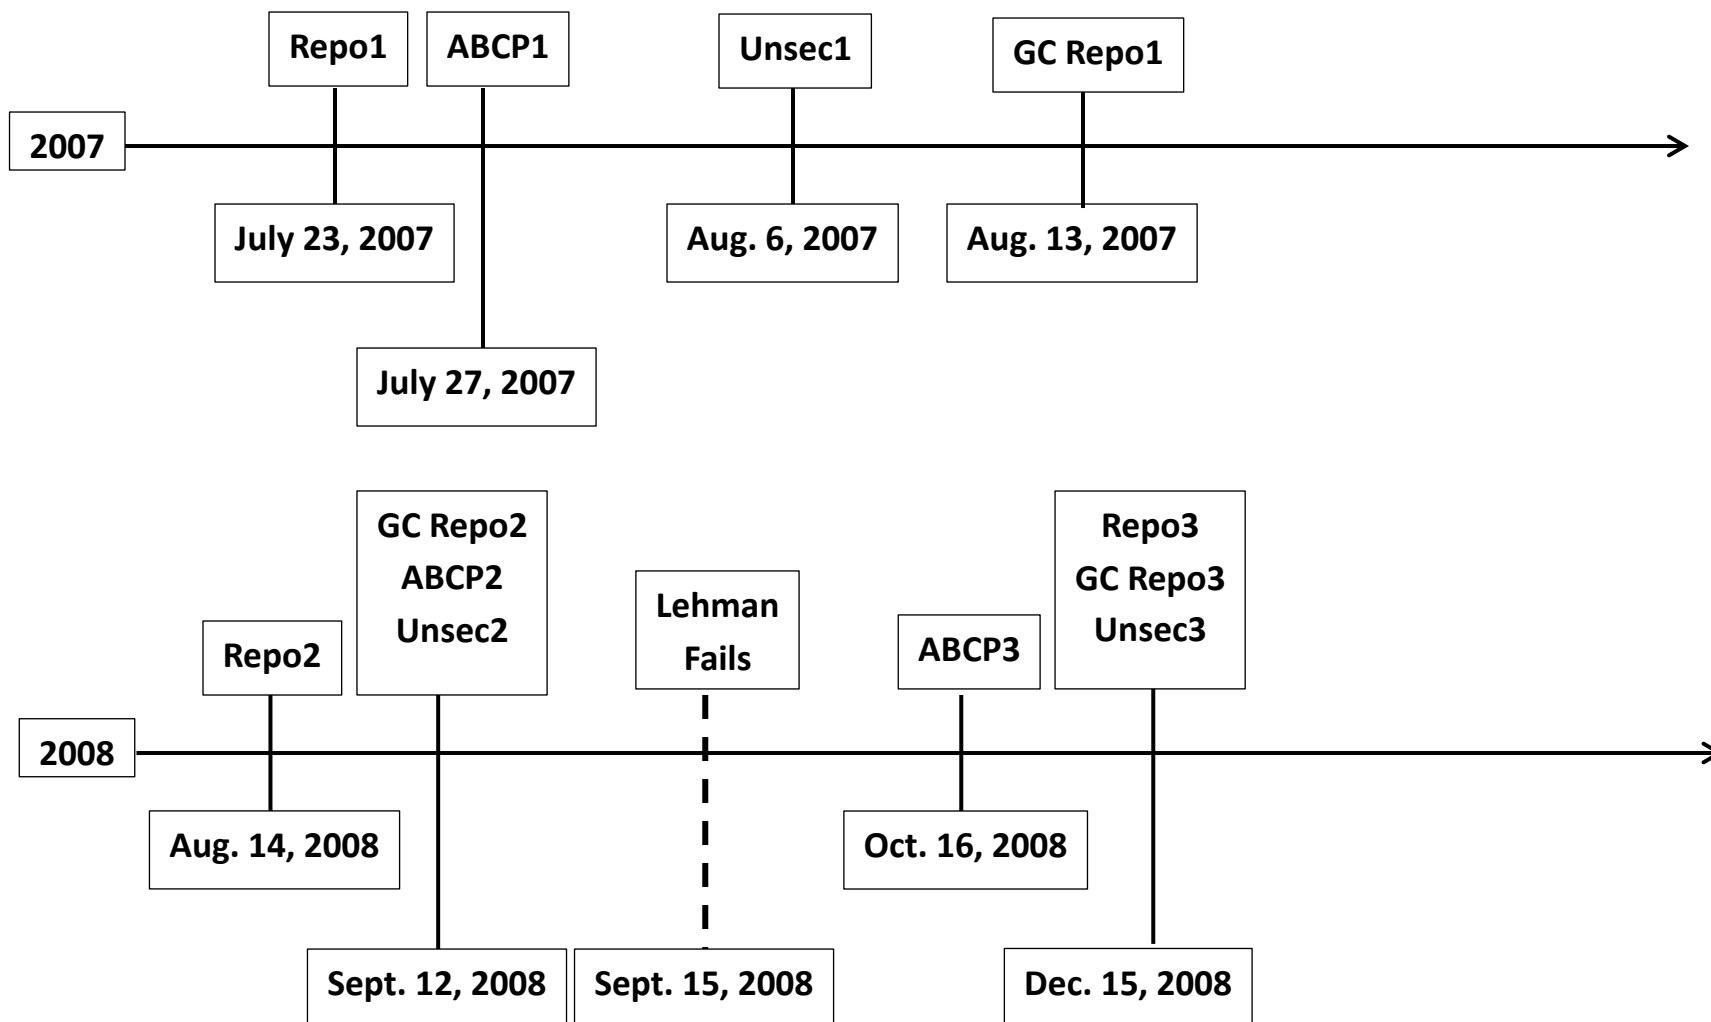 Repo1
ABCP1
Unsec1
GC Repo1
2007
July 23, 2007
Aug. 6, 2007
Aug. 13, 2007
July 27, 2007
GC Repo2
ABCP2
Unsec2
Repo3
GC Repo3
Unsec3
Lehman
Fails
Repo2
ABCP3
2008
Aug. 14, 2008
Oct. 16, 2008
Sept. 12, 2008
Sept. 15, 2008
Dec. 15, 2008